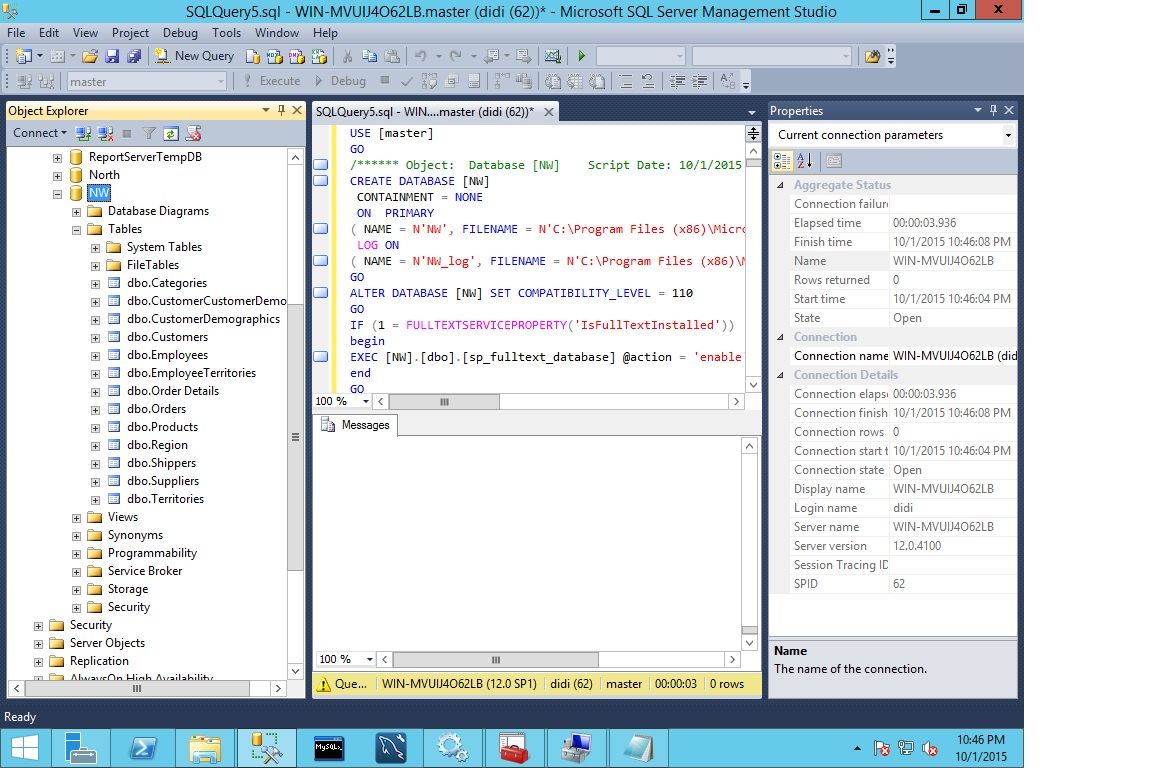 SQLQuery5.sql - WIN-MVUIJ4O62LB.master (didi (62))* - Microsoft SQL Server Management Studio
File Edit View Project Debug Tools Window Help
New Query
master Execute Debug
Object Explorer
Connect
ReportServerTempDB
North
NW
Database Diagrams
Tables
System Tables
FileTables
dbo.Categories
dbo.CustomerCustomerDemo
dbo.CustomerDemographics
dbo.Customers
dbo.Employees
dbo.EmployeeTerritories
dbo.Order Details
dbo.Orders
dbo.Products
dbo.Region
dbo.Shippers
dbo.Suppliers
dbo.Territories
Views
Synonyms
Programmability
Service Broker
Storage
Security
Security
Server Objects
Replication
AlwaysOn High Availability
SQLQuery5.sql - WIN....master (didi (62))*
USE [master]
GO
/****** Object:  Database [NW]    Script Date: 10/1/2015
CREATE DATABASE [NW]
CONTAINMENT = NONE
ON  PRIMARY
( NAME = N'NW', FILENAME = N'C:\Program Files (x86)\Micro
LOG ON
( NAME = N'NW_log', FILENAME = N'C:\Program Files (x86)\M
GO
ALTER DATABASE [NW] SET COMPATIBILITY_LEVEL = 110
GO
IF (1 = FULLTEXTSERVICEPROPERTY('IsFullTextInstalled'))
begin
EXEC [NW].[dbo].[sp_fulltext_database] @action = 'enable'
end
GO
100 %
Messages
100 %
Que... WIN-MVUIJ4O62LB (12.0 SP1) didi (62) master 00:00:03 0 rows
Properties
Current connection parameters
Aggregate Status
Connection failure
Elapsed time 00:00:03.936
Finish time 10/1/2015 10:46:08 PM
Name WIN-MVUIJ4O62LB
Rows returned 0
Start time 10/1/2015 10:46:04 PM
State Open
Connection
Connection name WIN-MVUIJ4O62LB (did
Connection Details
Connection elaps 00:00:03.936
Connection finish 10/1/2015 10:46:08 PM
Connection rows 0
Connection start t 10/1/2015 10:46:04 PM
Connection state Open
Display name WIN-MVUIJ4O62LB
Login name didi
Server name WIN-MVUIJ4O62LB
Server version 12.0.4100
Session Tracing ID
SPID 62
Name
The name of the connection.
Ready
MySQL
10:46 PM
10/1/2015